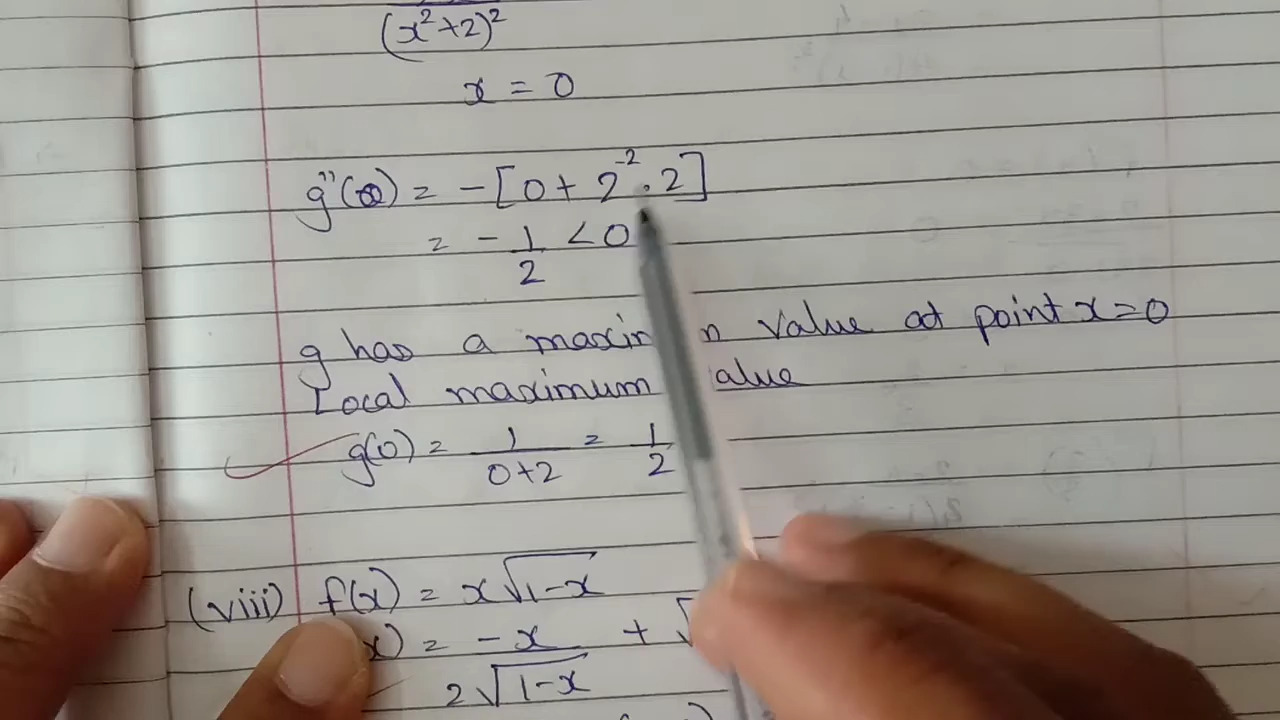 (x²+2)²
x = 0
g''(0) = -[0 + 2⁻² . 2]
= -1/2 < 0
g has a value at point x = 0
Local maximum
g(0) = 1/(0+2) = 1/2
(viii) f(x) = x√(1-x)
x) = -x/(2√(1-x)) + √